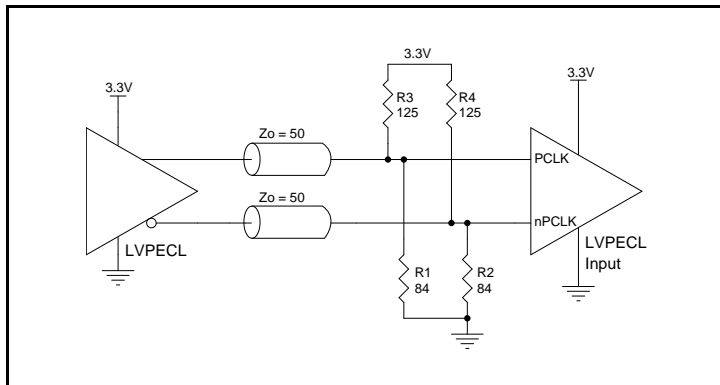 3.3V
3.3V
3.3V
R3
125
R4
125
Zo = 50
PCLK
Zo = 50
nPCLK
LVPECL
LVPECL
Input
R1
84
R2
84